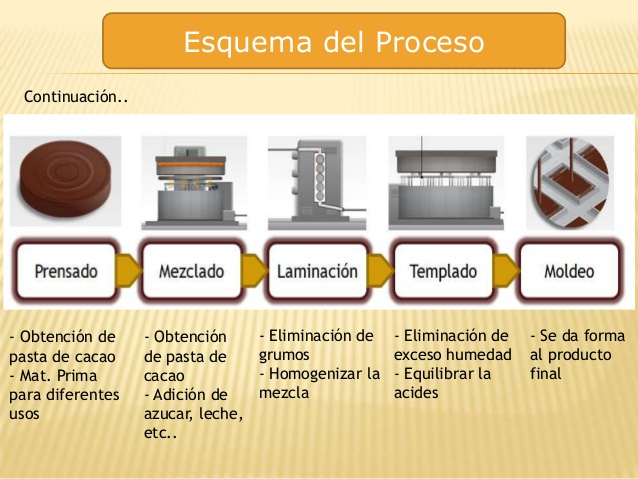 Esquema del Proceso
Continuación..
Prensado
Mezclado
Laminación
Templado
Moldeo
- Obtención de
pasta de cacao
- Mat. Prima
para diferentes
usos
- Obtención
de pasta de
cacao
- Adición de
azucar, leche,
etc..
- Eliminación de
grumos
- Homogenizar la
mezcla
- Eliminación de
exceso humedad
- Equilibrar la
acides
- Se da forma
al producto
final